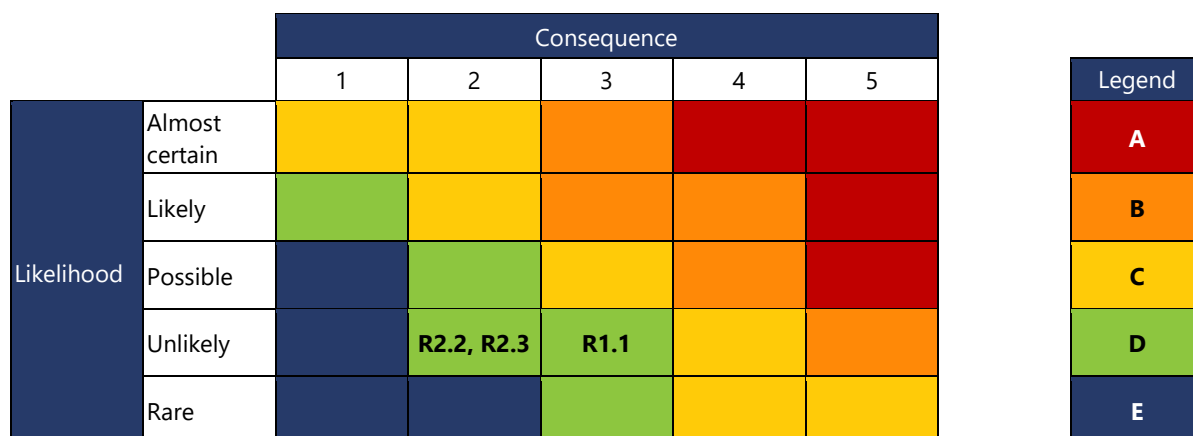 Consequence
1 2 3 4 5 Legend
Almost
certain
A
Likely B
Likelihood Possible C
Unlikely R2.2, R2.3 R1.1 D
Rare E